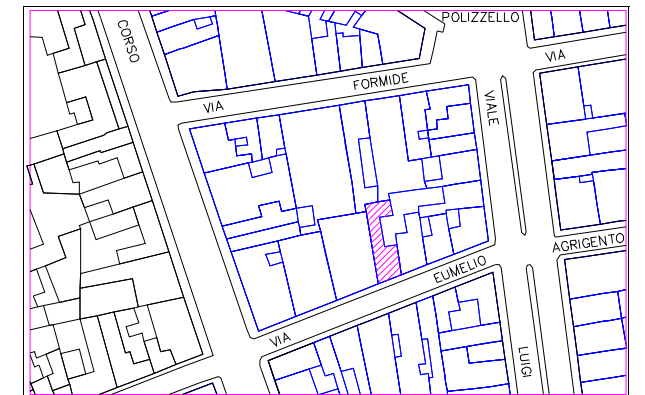 POLIZZELLO
CORSO
VIA
FORMIDE
VIA
VIALE
AGRIGENTO
EUMELIO
VIA
LUIGI